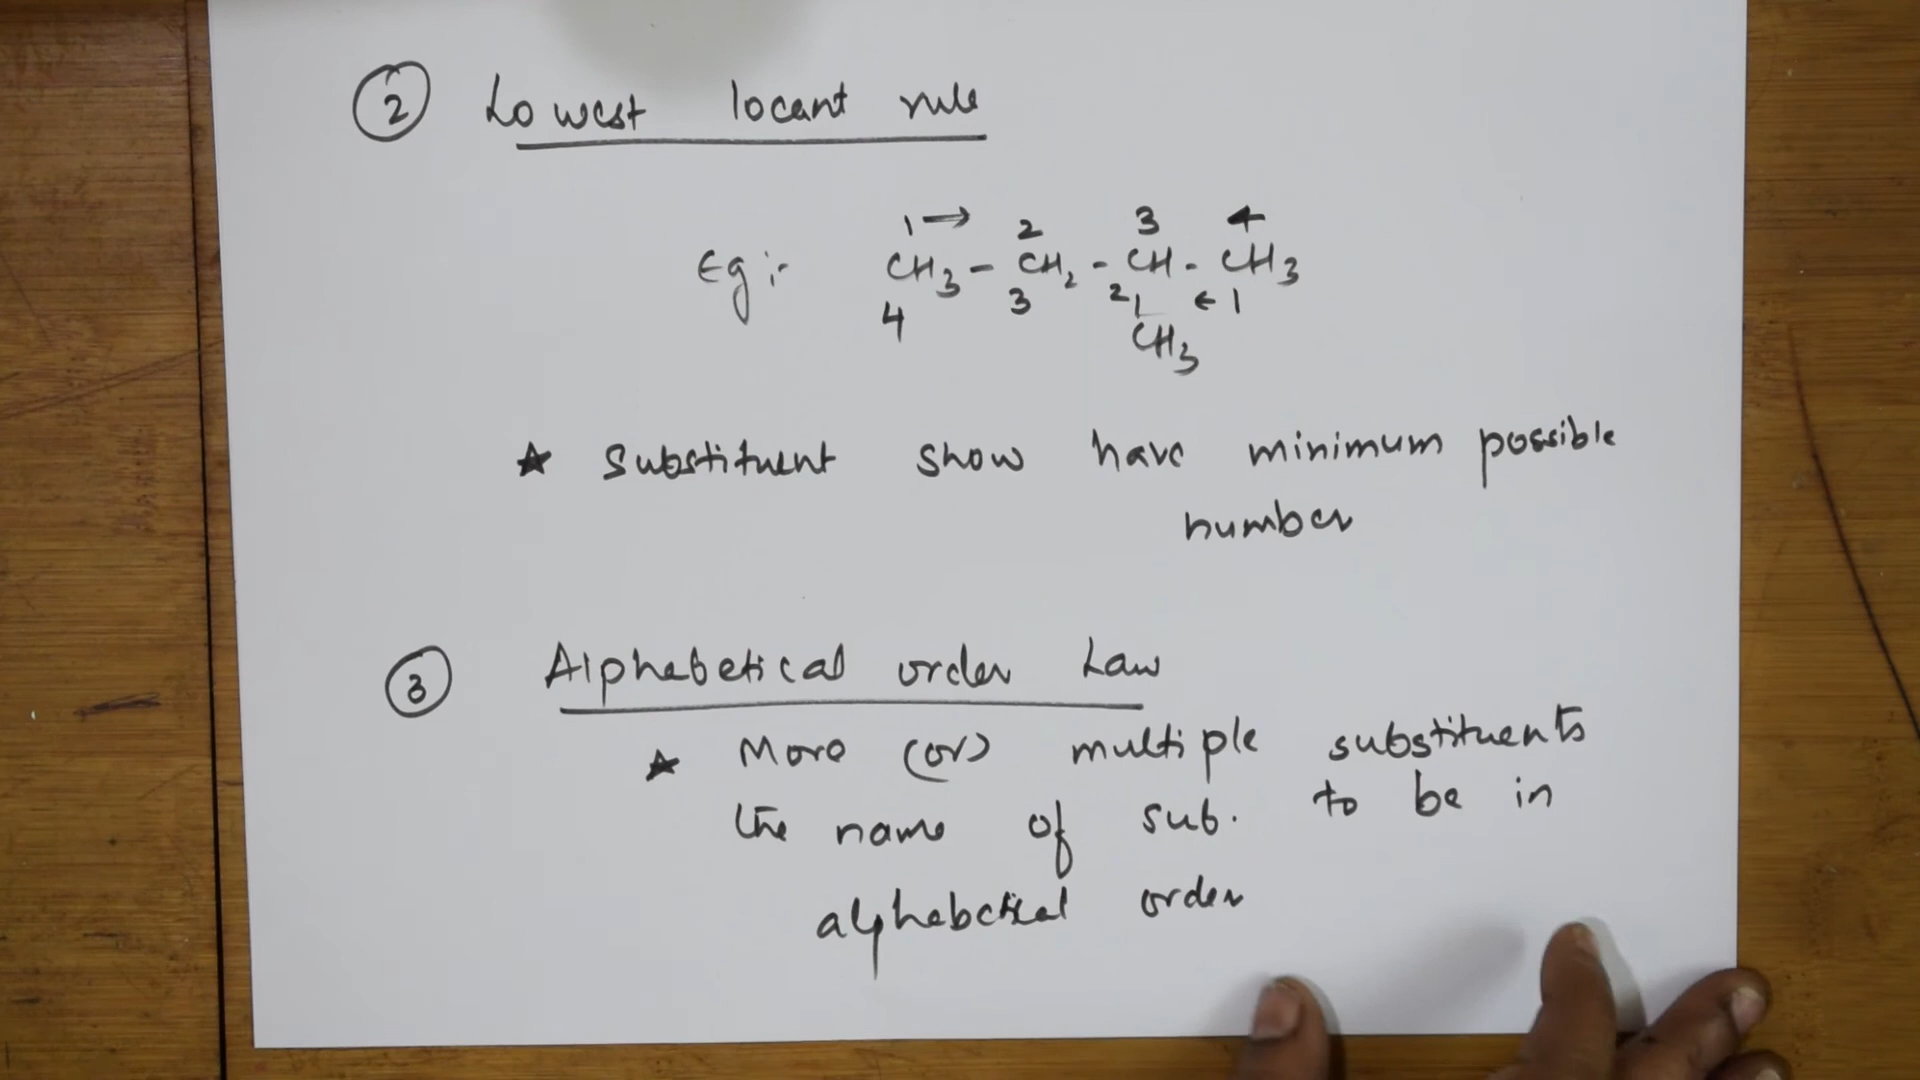 2 Lowest locant rule
1 → 2 3 4
Eg:- CH3 - CH2 - CH - CH3
4 3 2 ← 1
CH3
★ Substituent show have minimum possible
number
3 Alphabetical order Law
★ More (or) multiple substituents
the name of sub. to be in
alphabetical order